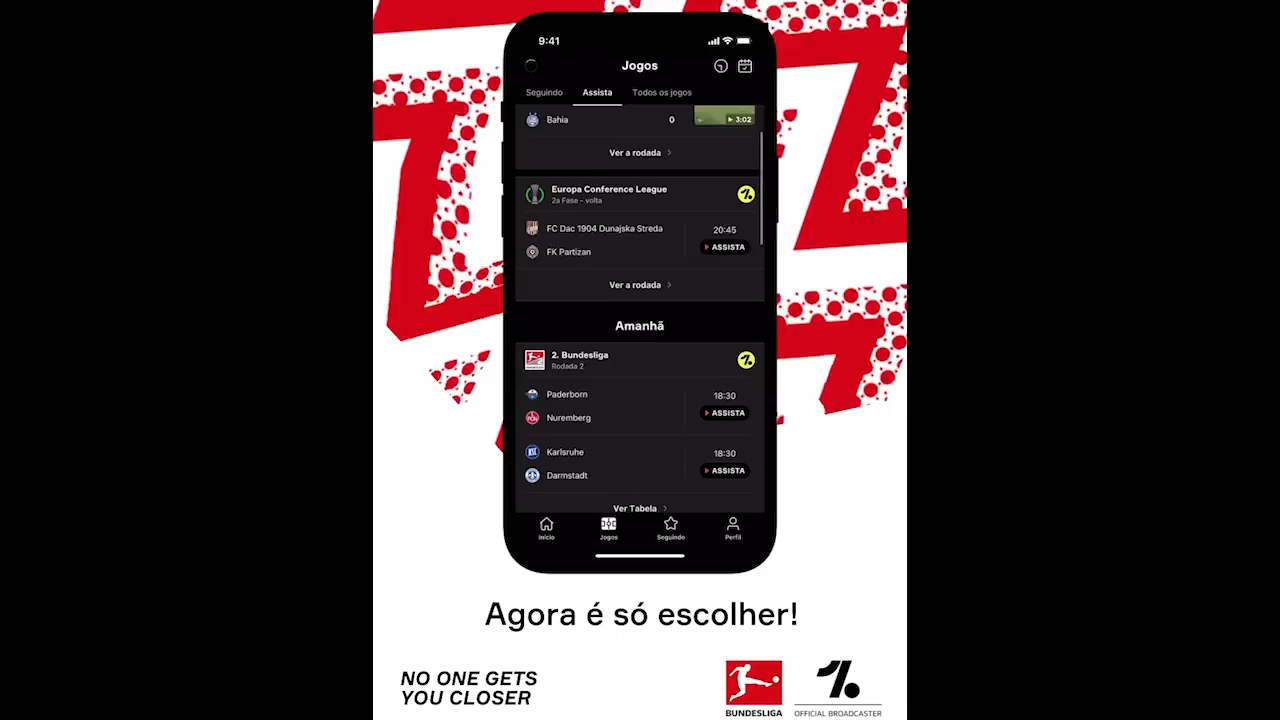 9:41
Jogos
Seguindo Assista Todos os jogos
Bahia 0 3:02
Ver a rodada
Europa Conference League
2a Fase - volta
FC Dac 1904 Dunajska Streda 20:45
FK Partizan ASSISTA
Ver a rodada
Amanhã
2. Bundesliga
Rodada 2
Paderborn 18:30
Nuremberg ASSISTA
Karlsruhe 18:30
Darmstadt ASSISTA
Ver Tabela
Início Jogos Seguindo Perfil
Agora é só escolher!
NO ONE GETS
YOU CLOSER
BUNDESLIGA OFFICIAL BROADCASTER